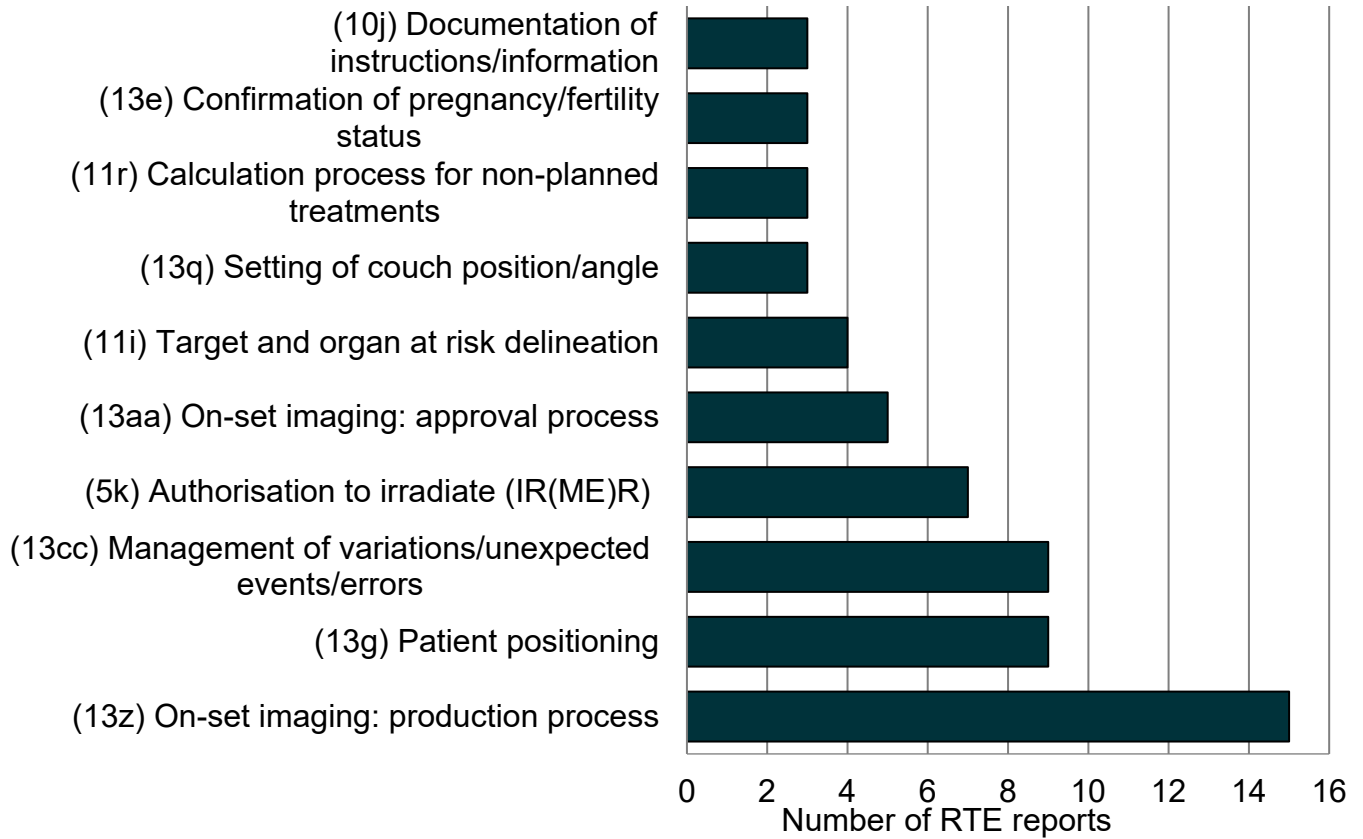 (10j) Documentation of
instructions/information
(13e) Confirmation of pregnancy/fertility
status
(11r) Calculation process for non-planned
treatments
(13q) Setting of couch position/angle
(11i) Target and organ at risk delineation
(13aa) On-set imaging: approval process
(5k) Authorisation to irradiate (IR(ME)R)
(13cc) Management of variations/unexpected
events/errors
(13g) Patient positioning
(13z) On-set imaging: production process
0 2 4 6 8 10 12 14 16
Number of RTE reports